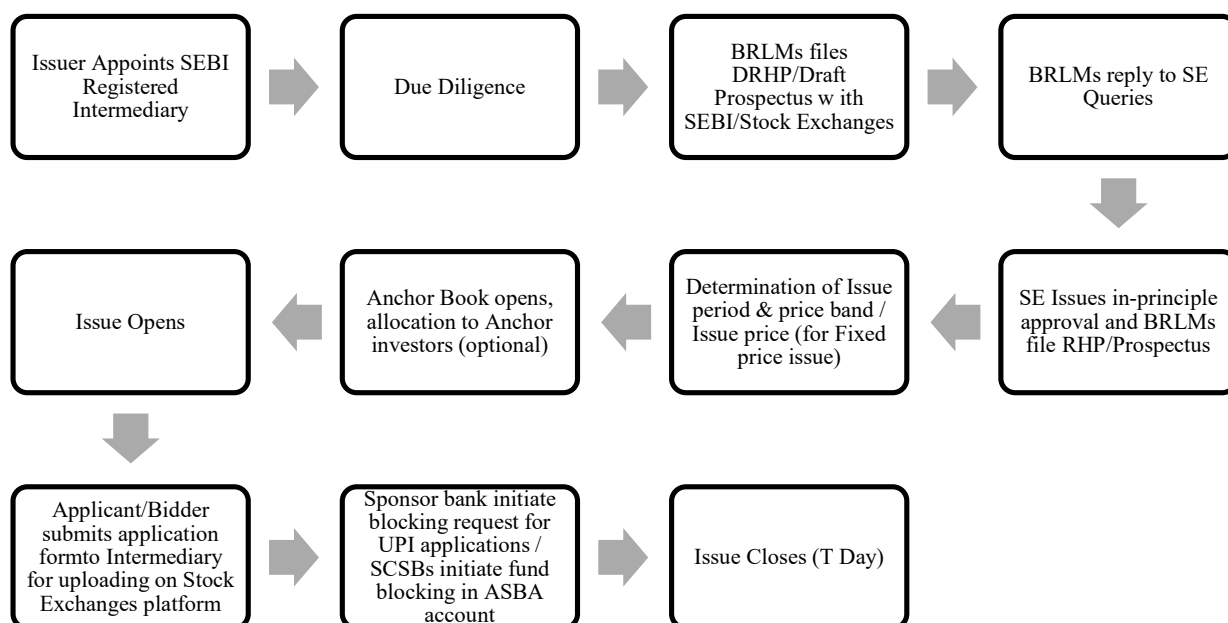 Issuer Appoints SEBI
Registered
Intermediary
Due Diligence
BRLMs files
DRHP/Draft
Prospectus w ith
SEBI/Stock Exchanges
BRLMs reply to SE
Queries
SE Issues in-principle
approval and BRLMs
file RHP/Prospectus
Determination of Issue
period & price band /
Issue price (for Fixed
price issue)
Anchor Book opens,
allocation to Anchor
investors (optional)
Issue Opens
Applicant/Bidder
submits application
formto Intermediary
for uploading on Stock
Exchanges platform
Sponsor bank initiate
blocking request for
UPI applications /
SCSBs initiate fund
blocking in ASBA
account
Issue Closes (T Day)